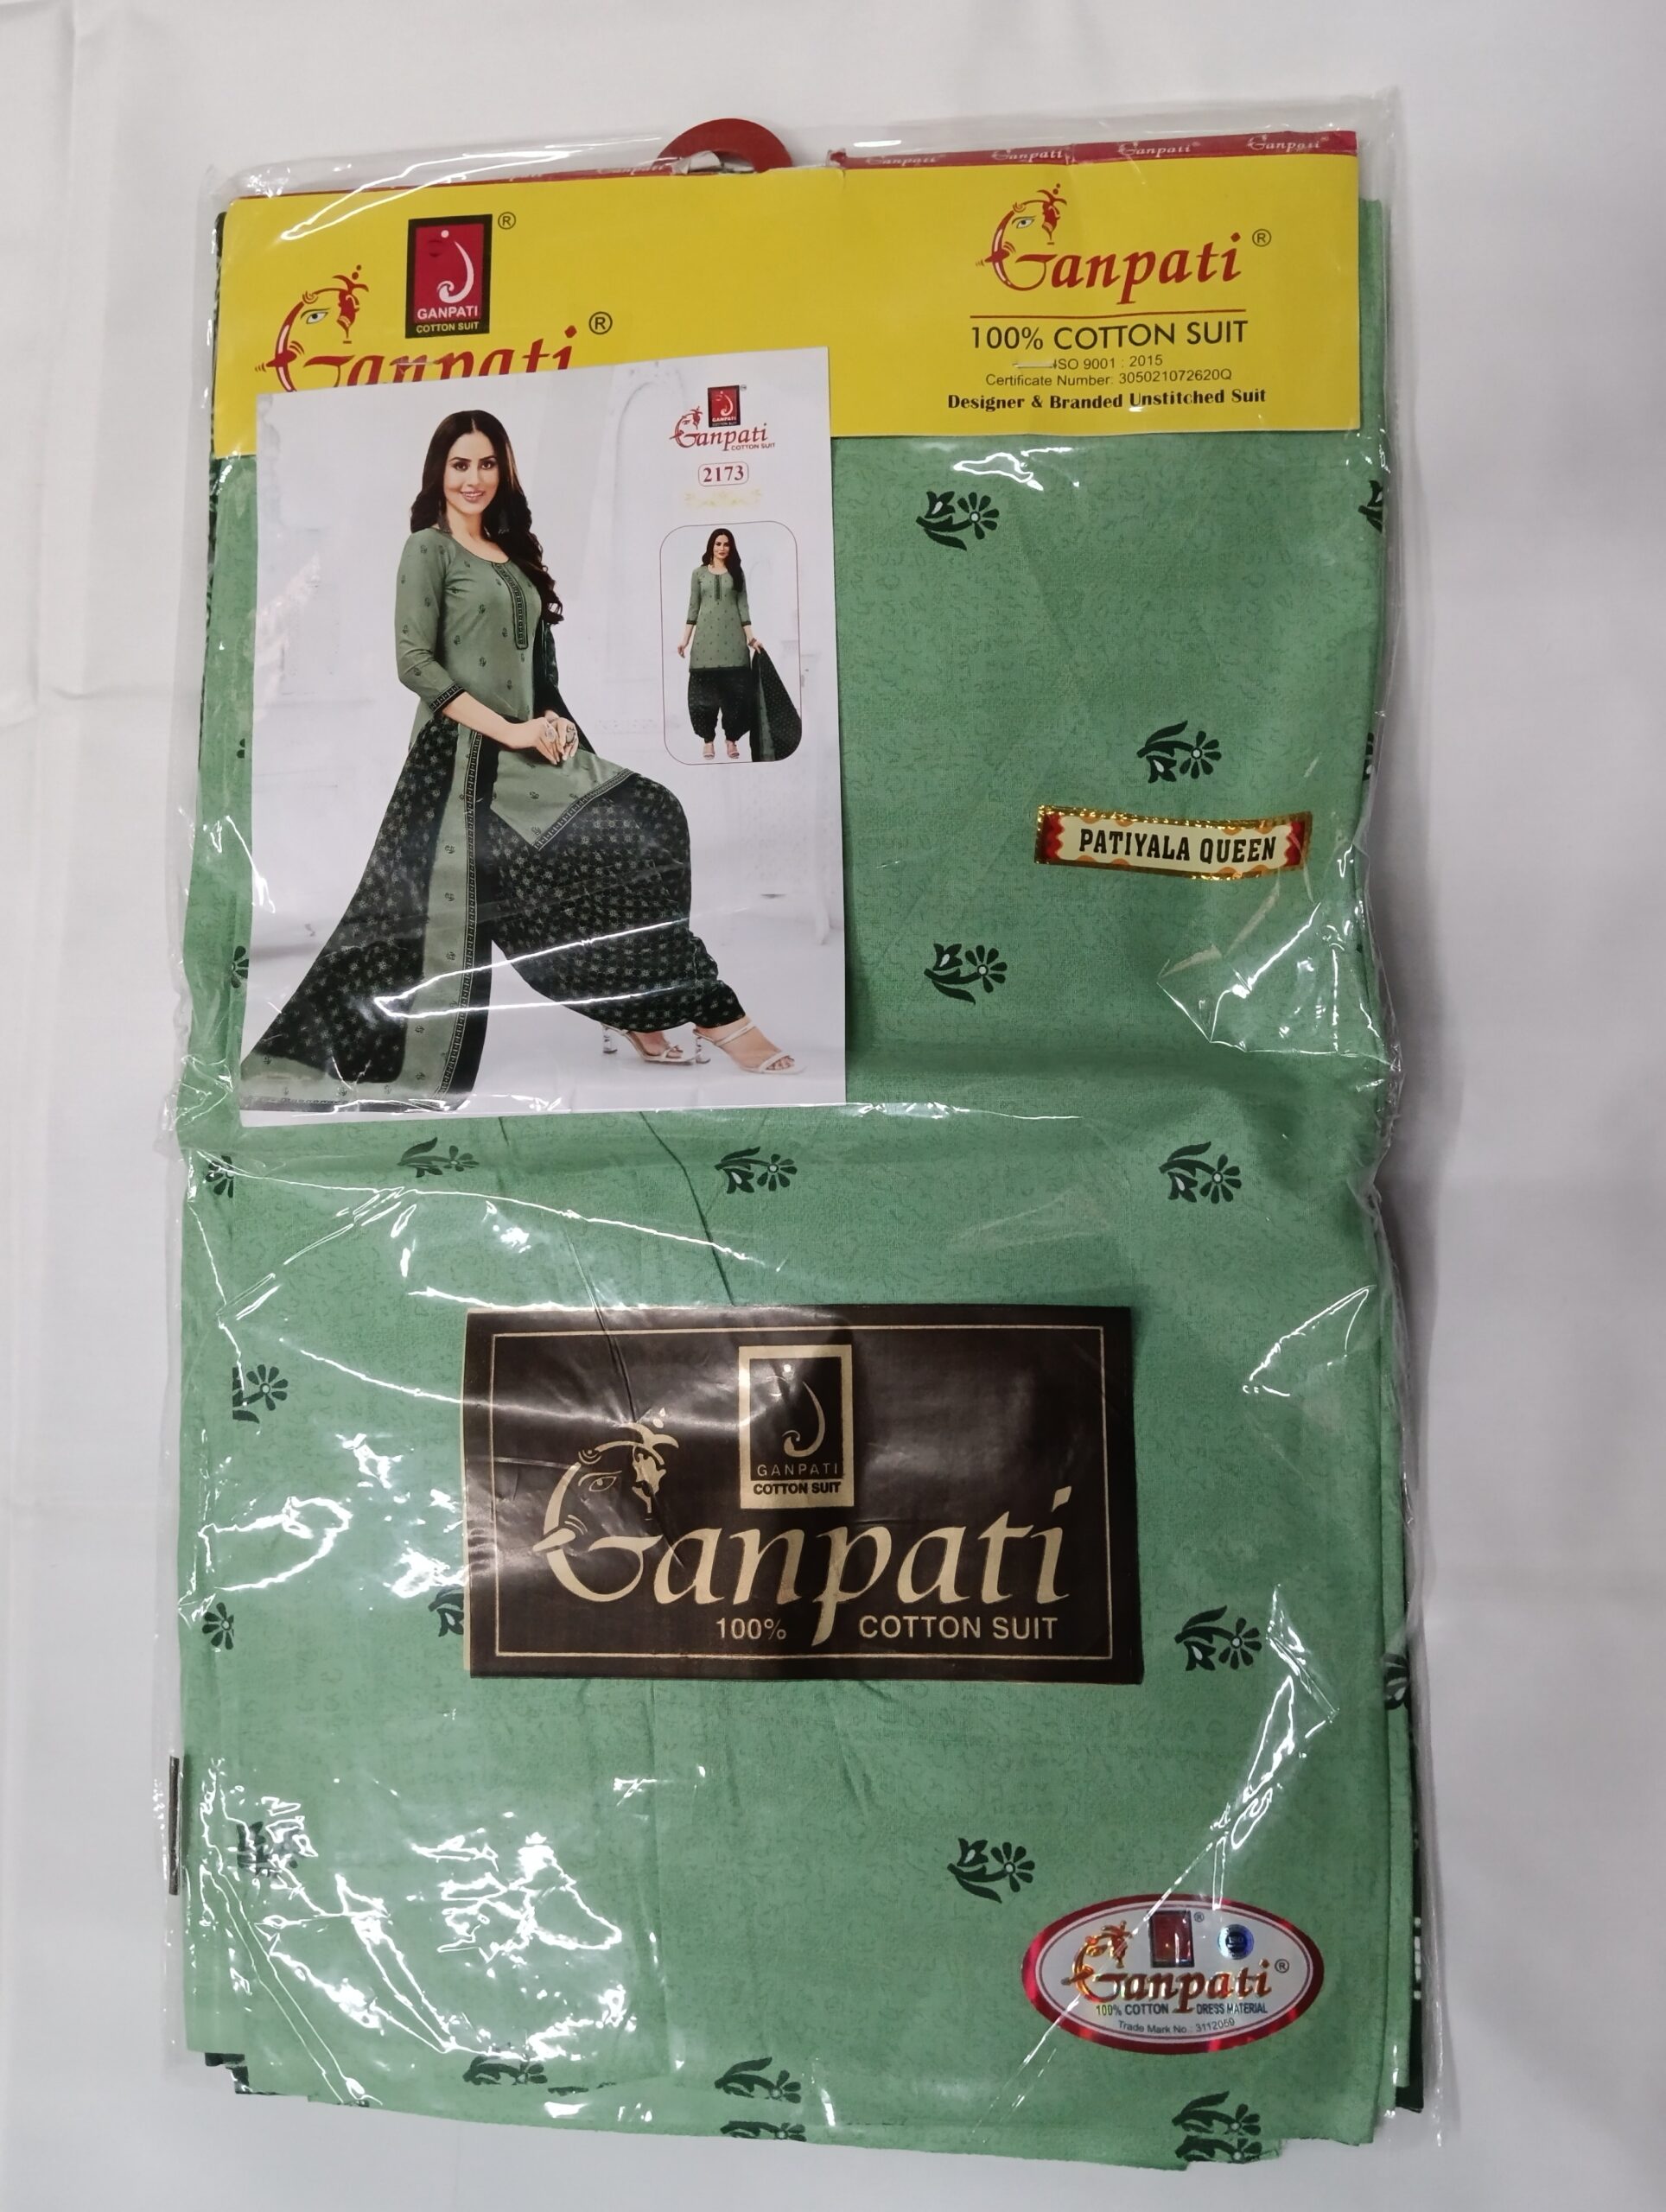 Ganpati Ganpati Ganpati Ganpati
®
GANPATI
COTTON SUIT
Ganpati ®
Ganpati ®
100% COTTON SUIT
ISO 9001 : 2015
Certificate Number: 305021072620Q
Designer & Branded Unstitched Suit
GANPATI
Ganpati
COTTON SUIT
2173
PATIYALA QUEEN
GANPATI
COTTON SUIT
Ganpati
100% COTTON SUIT
®
Ganpati ®
100% COTTON DRESS MATERIAL
Trade Mark No.: 3112050